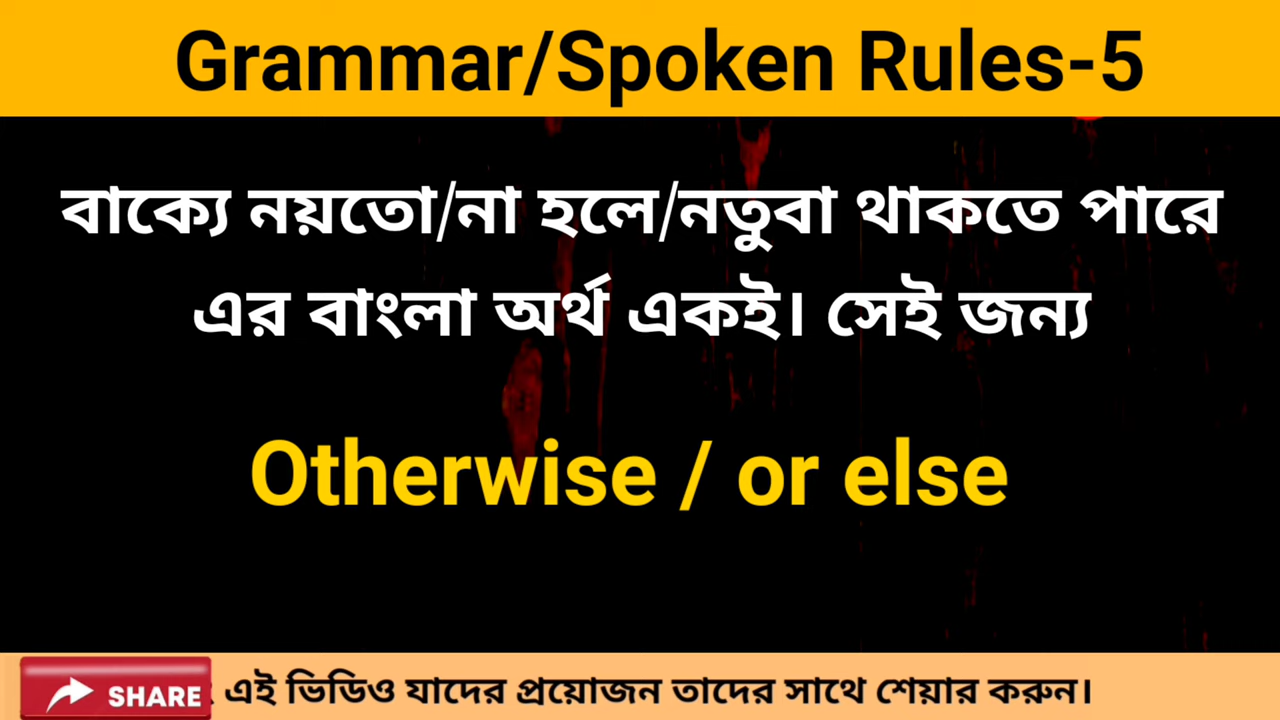 Grammar/Spoken Rules-5
বাক্যে নয়তো/না হলে/নতুবা থাকতে পারে
এর বাংলা অর্থ একই। সেই জন্য
Otherwise / or else
SHARE এই ভিডিও যাদের প্রয়োজন তাদের সাথে শেয়ার করুন।